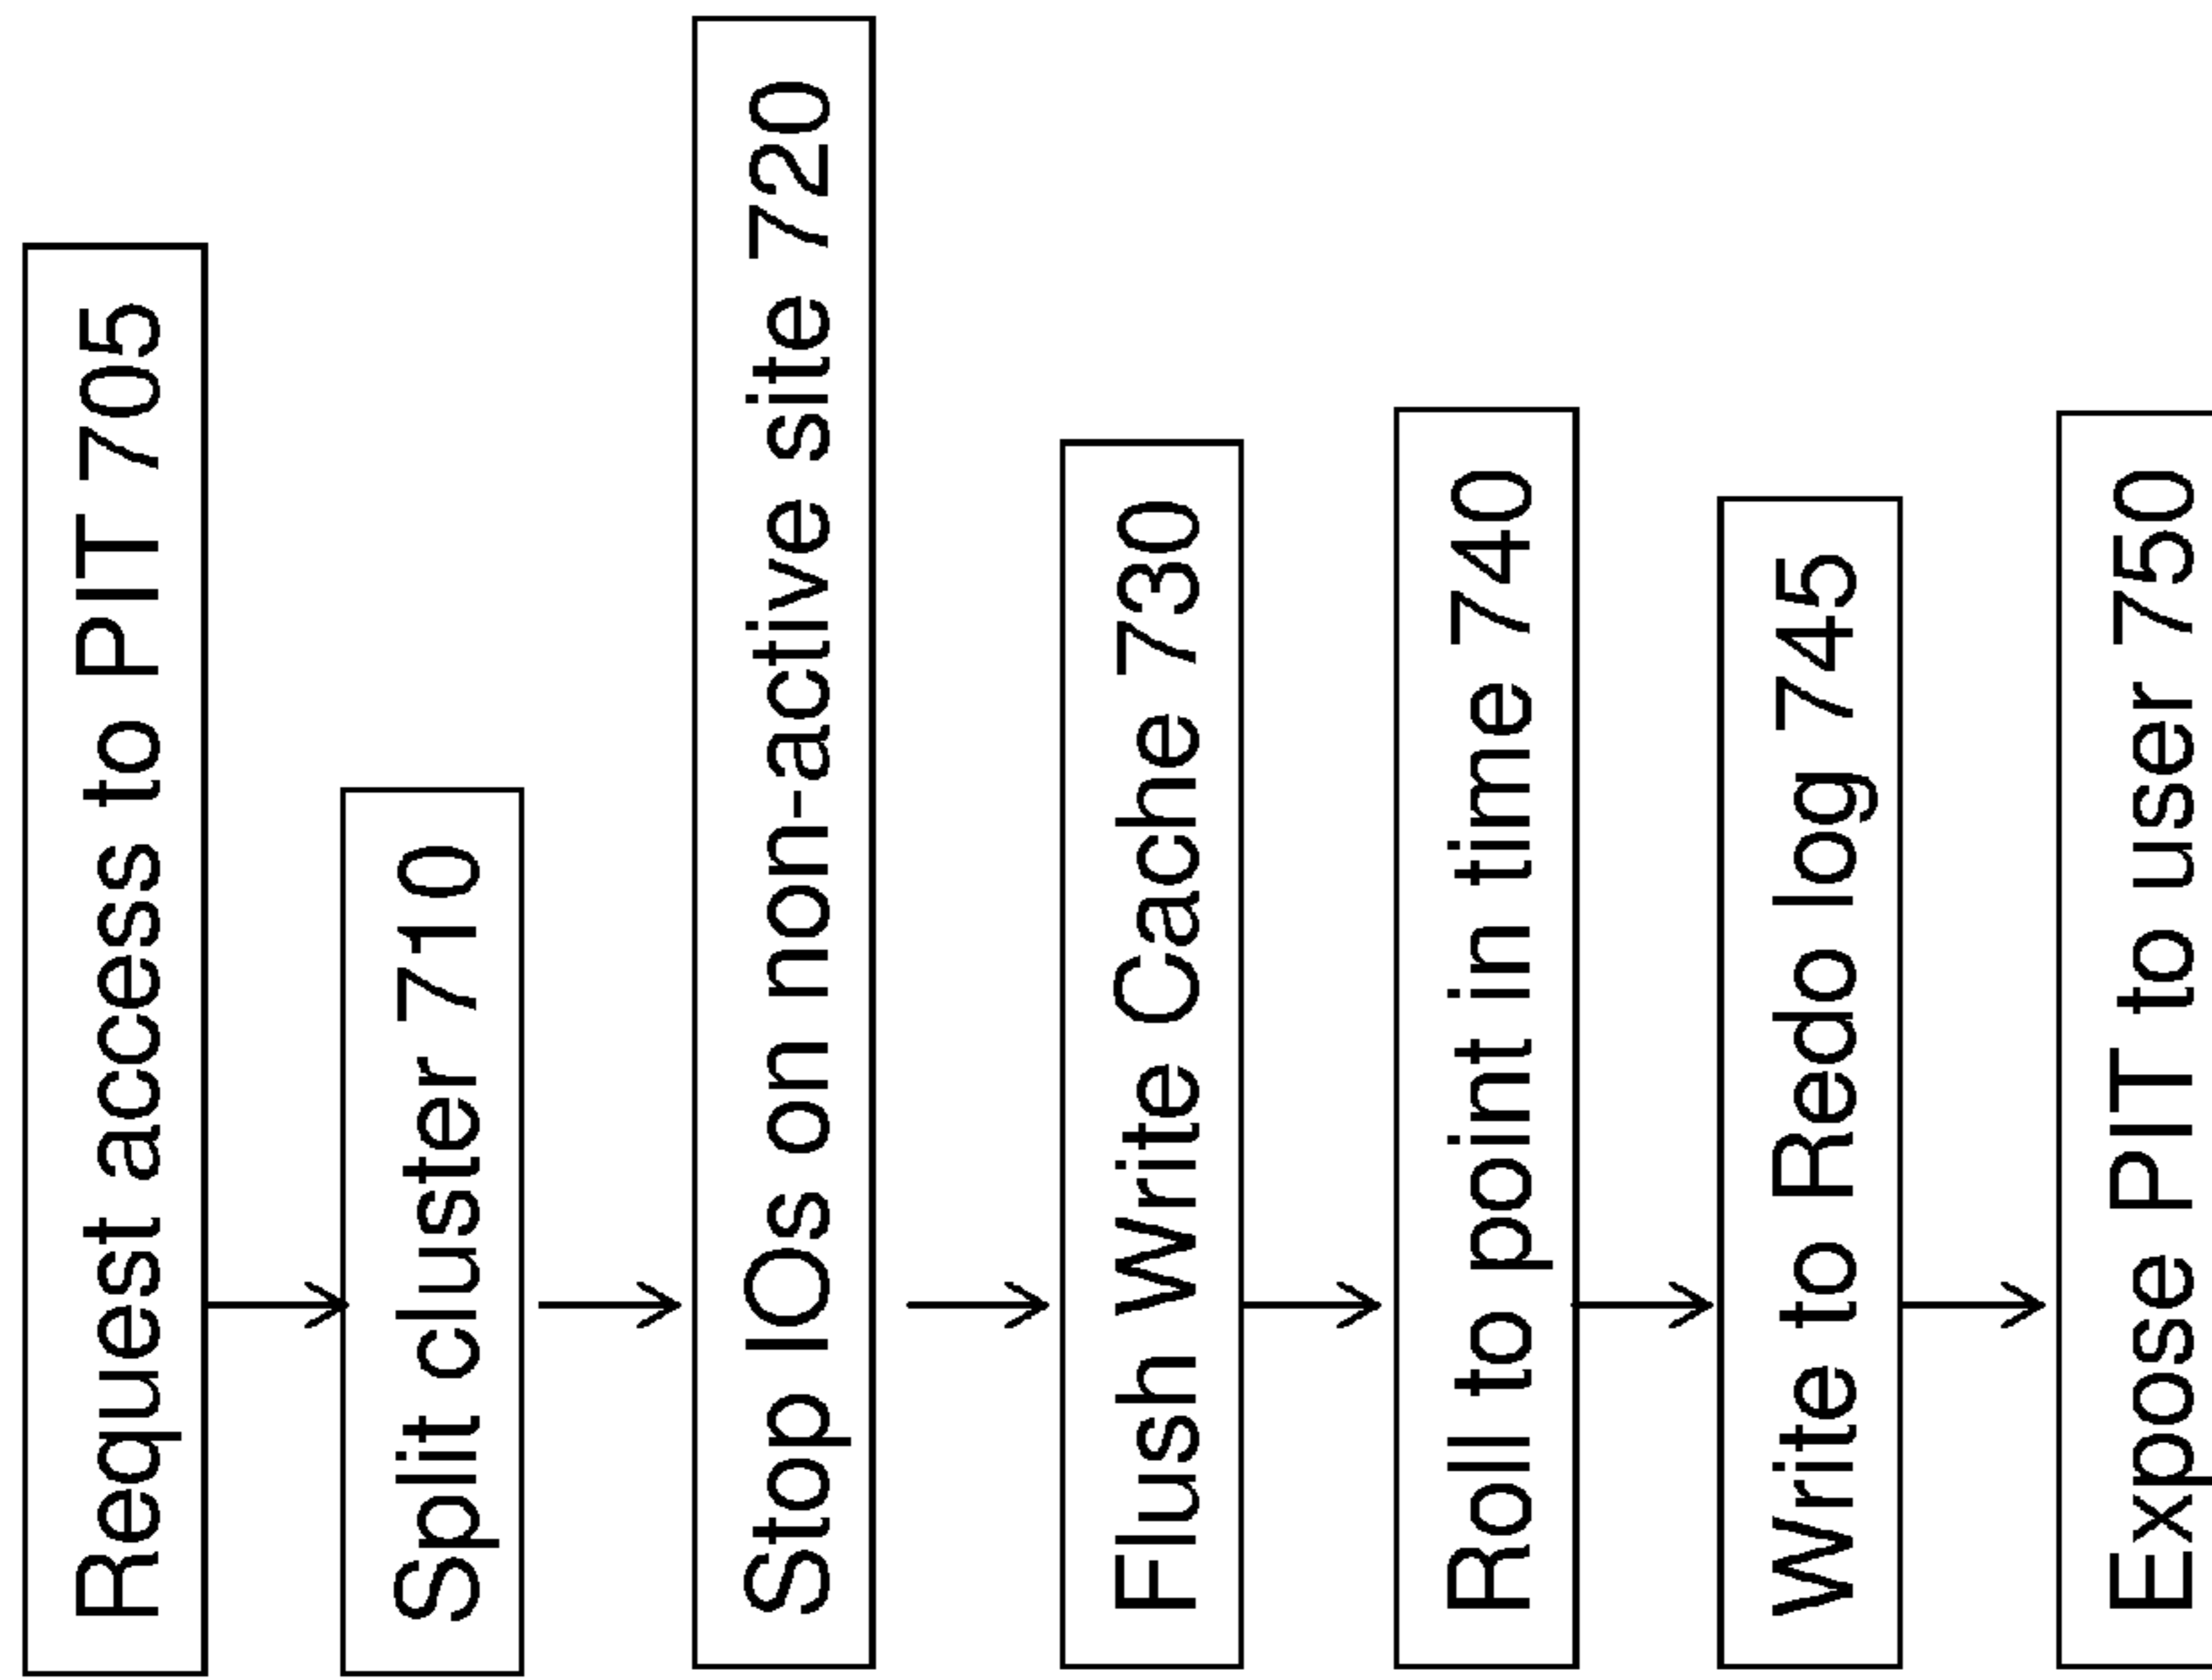 Request access to PIT 705
Split cluster 710
Stop IOs on non-active site 720
Flush Write Cache 730
Roll to point in time 740
Write to Redo log 745
Expose PIT to user 750